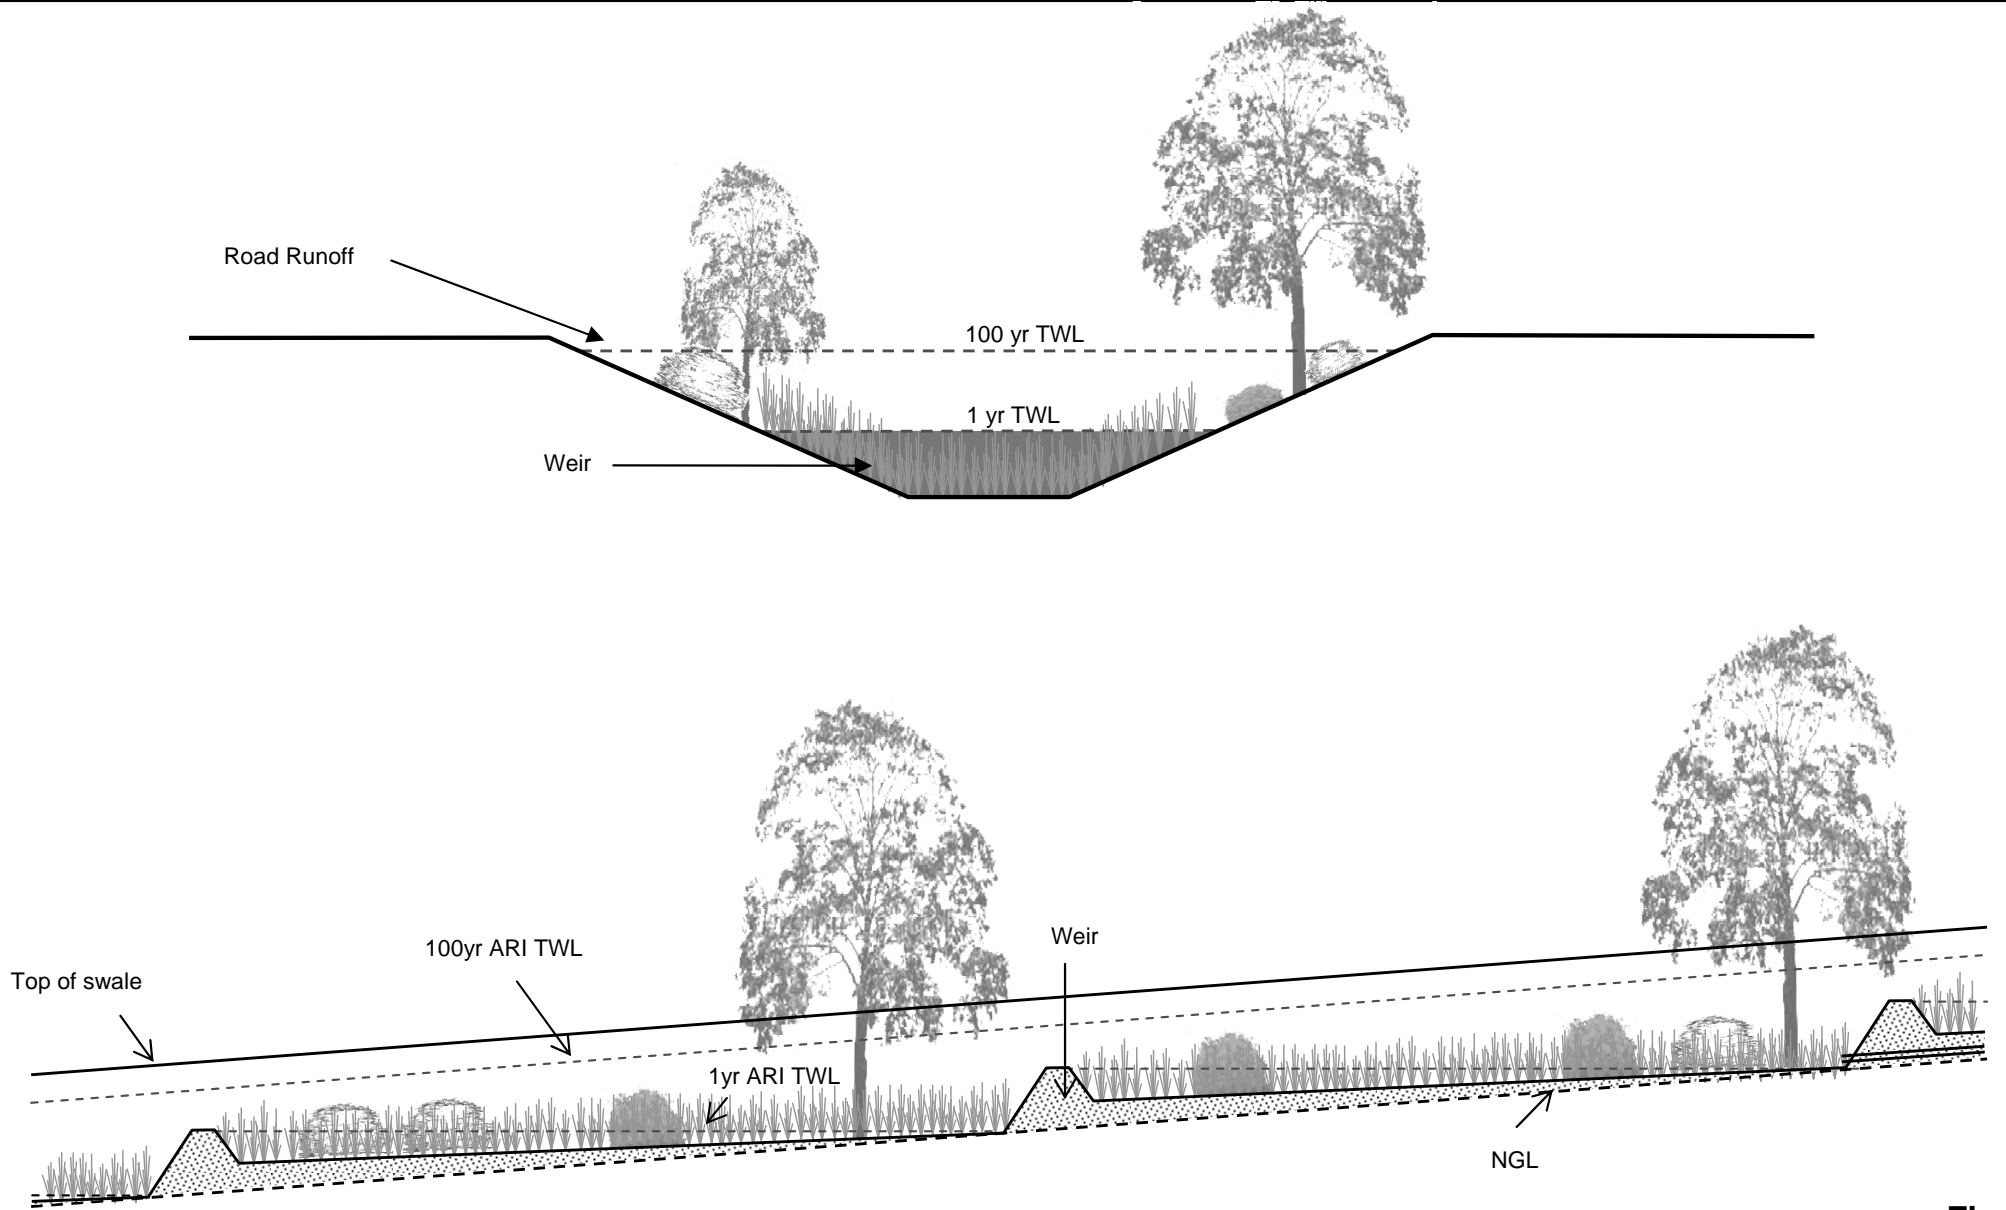 Road Runoff
100 yr TWL
1 yr TWL
Weir
Weir
100yr ARI TWL
Top of swale
1yr ARI TWL
NGL